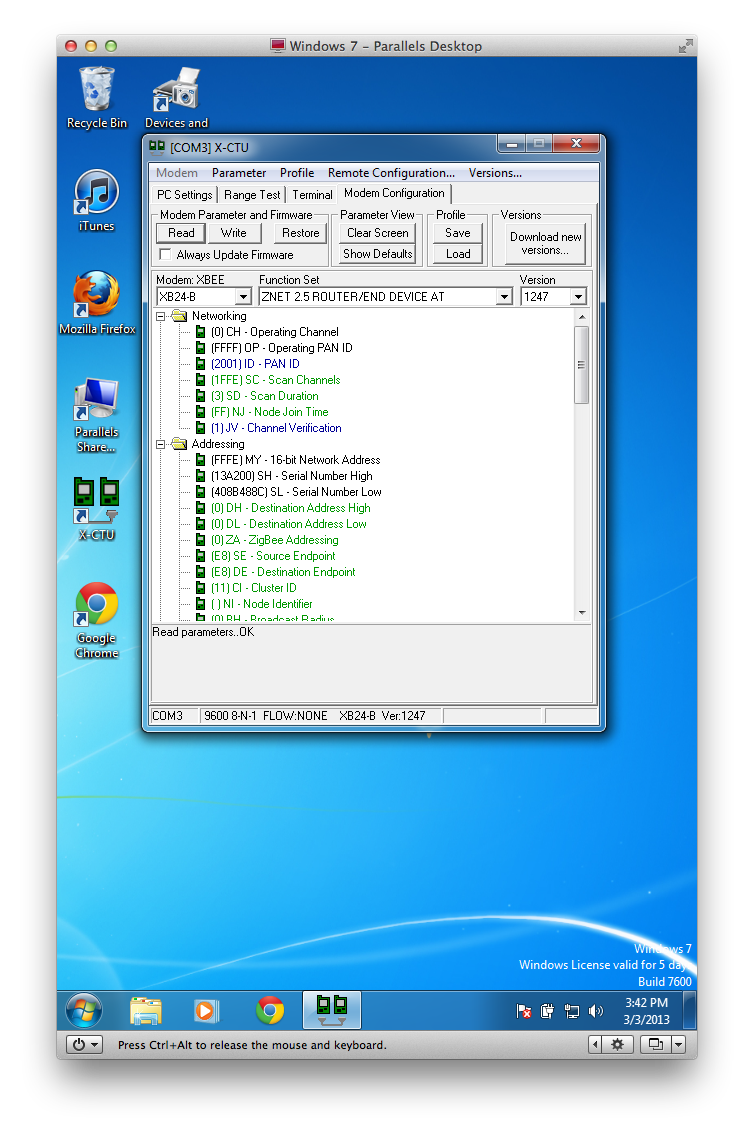 Windows 7 - Parallels Desktop
Recycle Bin
Devices and
iTunes
Mozilla Firefox
Parallels
Share...
X-CTU
Google
Chrome
[COM3] X-CTU
Modem Parameter Profile Remote Configuration... Versions...
PC Settings Range Test Terminal Modem Configuration
Modem Parameter and Firmware Parameter View Profile Versions
Read Write Restore Clear Screen Save Download new
versions...
Always Update Firmware Show Defaults Load
Modem: XBEE Function Set Version
XB24-B ZNET 2.5 ROUTER/END DEVICE AT 1247
Networking
(0) CH - Operating Channel
(FFFF) OP - Operating PAN ID
(2001) ID - PAN ID
(1FFE) SC - Scan Channels
(3) SD - Scan Duration
(FF) NJ - Node Join Time
(1) JV - Channel Verification
Addressing
(FFFE) MY - 16-bit Network Address
(13A200) SH - Serial Number High
(408B488C) SL - Serial Number Low
(0) DH - Destination Address High
(0) DL - Destination Address Low
(0) ZA - ZigBee Addressing
(E8) SE - Source Endpoint
(E8) DE - Destination Endpoint
(11) CI - Cluster ID
( ) NI - Node Identifier
(0) BH - Broadcast Radius
Read parameters..OK
COM3 9600 8-N-1 FLOW:NONE XB24-B Ver:1247
Windows 7
Windows License valid for 5 days
Build 7600
3:42 PM
3/3/2013
Press Ctrl+Alt to release the mouse and keyboard.